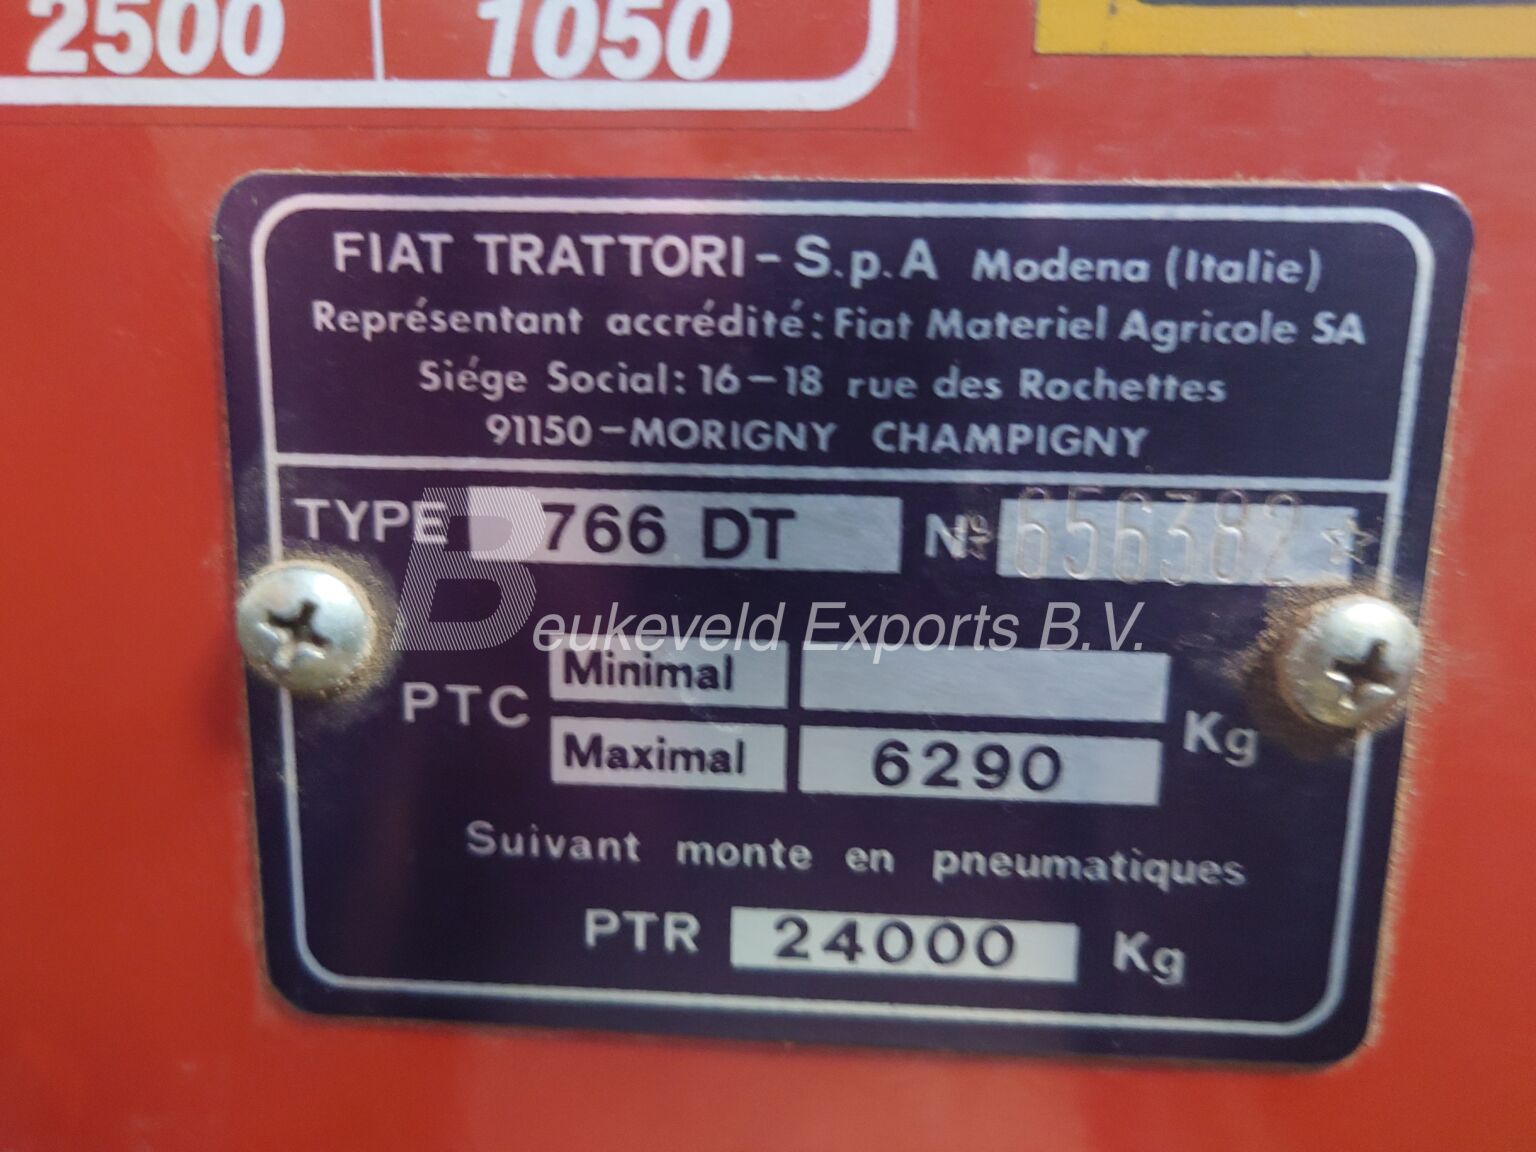 2500 1050
FIAT TRATTORI - S.p.A Modena (Italie)
Représentant accrédité: Fiat Materiel Agricole SA
Siége Social: 16-18 rue des Rochettes
91150-MORIGNY CHAMPIGNY
TYPE 766 DT Nº 656382
Beukeveld Exports B.V.
Minimal
PTC Kg
Maximal 6290
Suivant monte en pneumatiques
PTR 24000 Kg